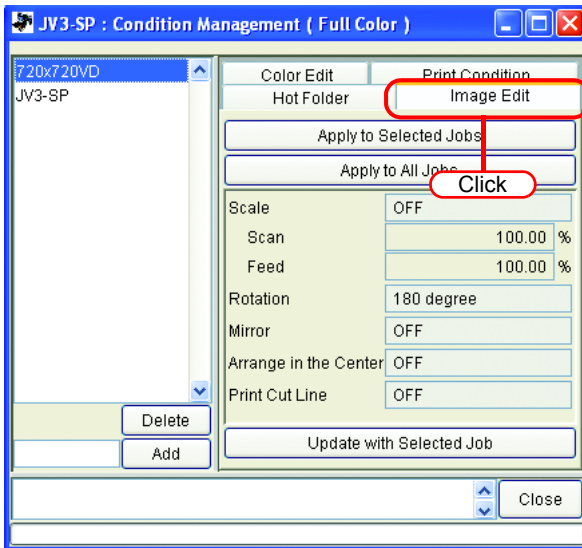 JV3-SP : Condition Management ( Full Color )
720x720VD
JV3-SP
Color Edit Print Condition
Hot Folder Image Edit
Apply to Selected Jobs
Apply to All Jobs
Click
Scale OFF
Scan 100.00 %
Feed 100.00 %
Rotation 180 degree
Mirror OFF
Arrange in the Center OFF
Print Cut Line OFF
Delete
Update with Selected Job
Add
Close